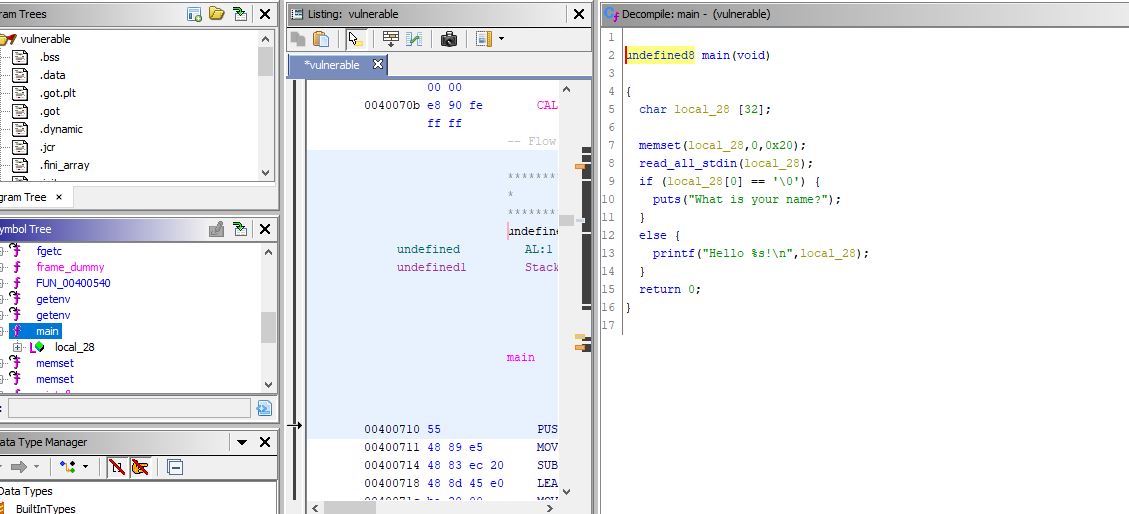 ram Trees
vulnerable
.bss
.data
.got.plt
.got
.dynamic
.jcr
.fini_array
gram Tree ×
ymbol Tree
fgetc
frame_dummy
FUN_00400540
getenv
getenv
main
local_28
memset
memset
ata Type Manager
Data Types
BuiltInTypes
Listing: vulnerable
*vulnerable
00 00
0040070b e8 90 fe CAL
ff ff
-- Flow
********
*
********
undefine
undefined AL:1
undefined1 Stack
main
00400710 55 PUS
00400711 48 89 e5 MOV
00400714 48 83 ec 20 SUB
00400718 48 8d 45 e0 LEA
Decompile: main - (vulnerable)
1
2 undefined8 main(void)
3
4 {
5 char local_28 [32];
6
7 memset(local_28,0,0x20);
8 read_all_stdin(local_28);
9 if (local_28[0] == '\0') {
10 puts("What is your name?");
11 }
12 else {
13 printf("Hello %s!\n",local_28);
14 }
15 return 0;
16 }
17